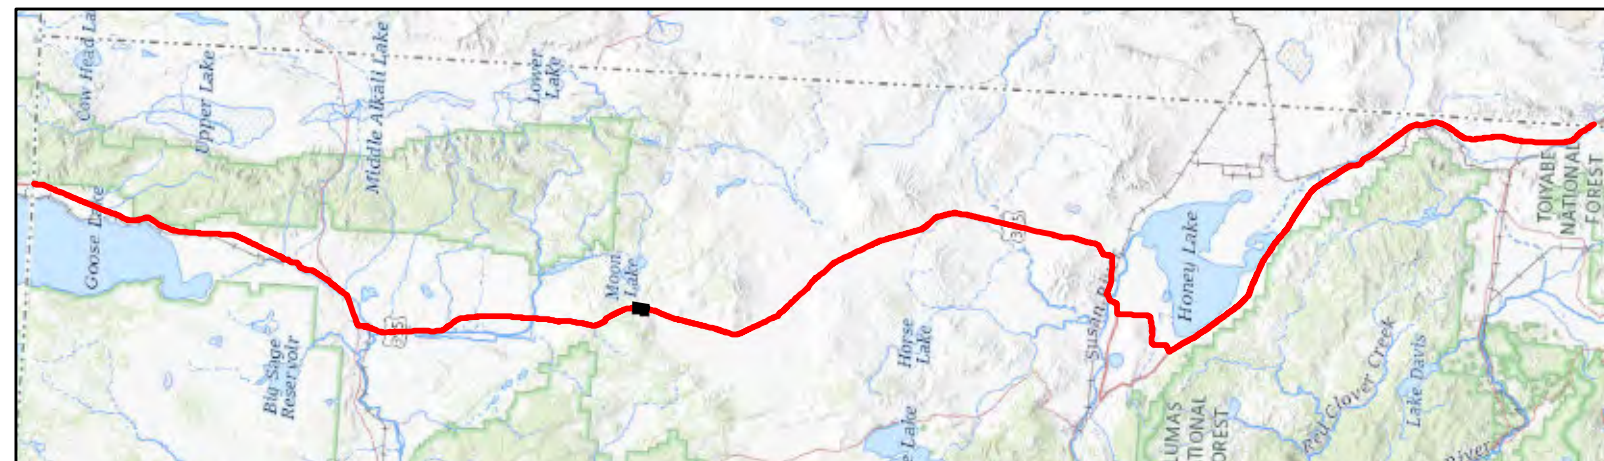 Cow Head La
Upper Lake
Middle Alkali Lake
Lower
Lake
Goose Lake
Big Sage
Reservoir
395
Moon
Lake
Horse
Lake
e Lake
395
Susan Ri
Honey Lake
LUMAS
TIONAL
OREST
Red Clover Creek
Lake Davis
River
TOIYABE
NATIONAL
FOREST